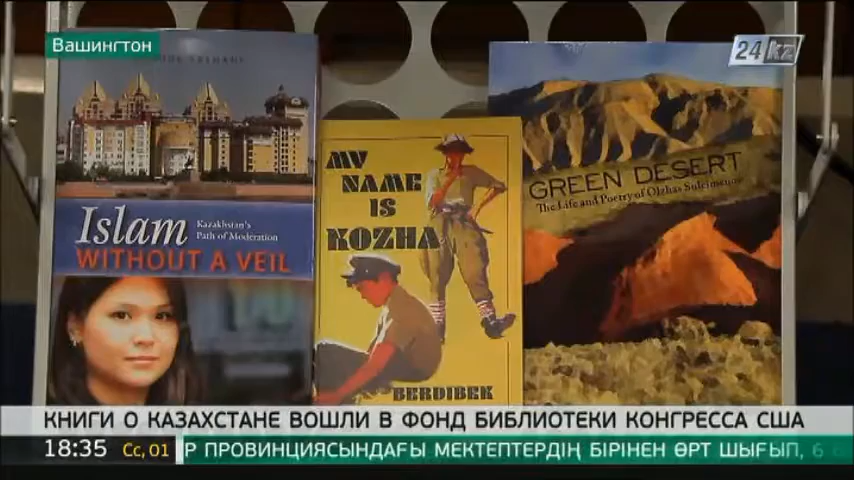 Вашингтон
24kz
Islam
Kazakhstan's
Path of Moderation
WITHOUT A VEIL
MY
NAME
IS
KOZHA
BERDIBEK
GREEN DESERT
The Life and Poetry of Olzhas Suleimenov
КНИГИ О КАЗАХСТАНЕ ВОШЛИ В ФОНД БИБЛИОТЕКИ КОНГРЕССА США
18:35 Сс, 01 Р ПРОВИНЦИЯСЫНДАҒЫ МЕКТЕПТЕРДІҢ БІРІНЕН ӨРТ ШЫҒЫП, 6